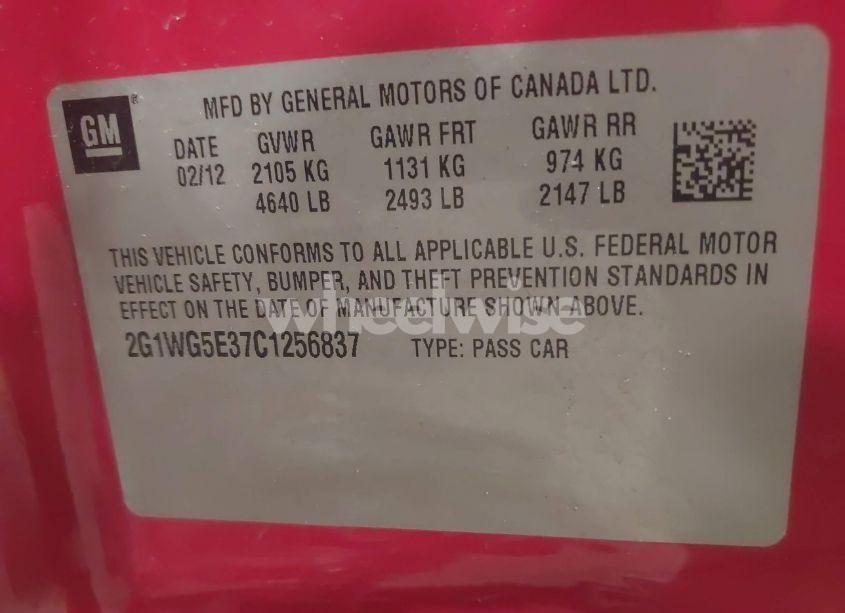 GM
MFD BY GENERAL MOTORS OF CANADA LTD.
DATE GVWR GAWR FRT GAWR RR
02/12 2105 KG 1131 KG 974 KG
4640 LB 2493 LB 2147 LB
THIS VEHICLE CONFORMS TO ALL APPLICABLE U.S. FEDERAL MOTOR
VEHICLE SAFETY, BUMPER, AND THEFT PREVENTION STANDARDS IN
EFFECT ON THE DATE OF MANUFACTURE SHOWN ABOVE.
wheelwise
2G1WG5E37C1256837 TYPE: PASS CAR